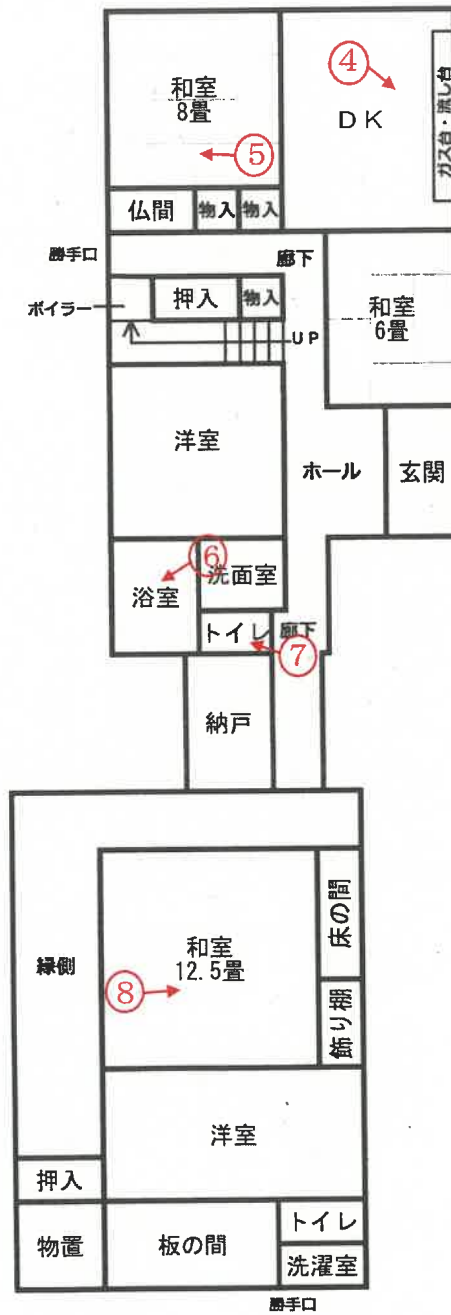 ④
和室
8畳
DK
ガス台・流し台
⑤
仏間
物入
物入
勝手口
廊下
ボイラー
押入
物入
和室
6畳
UP
洋室
ホール
玄関
⑥
洗面室
浴室
トイレ
廊下
⑦
納戸
縁側
和室
12.5畳
床の間
⑧
飾り棚
洋室
押入
物置
板の間
トイレ
洗濯室
勝手口